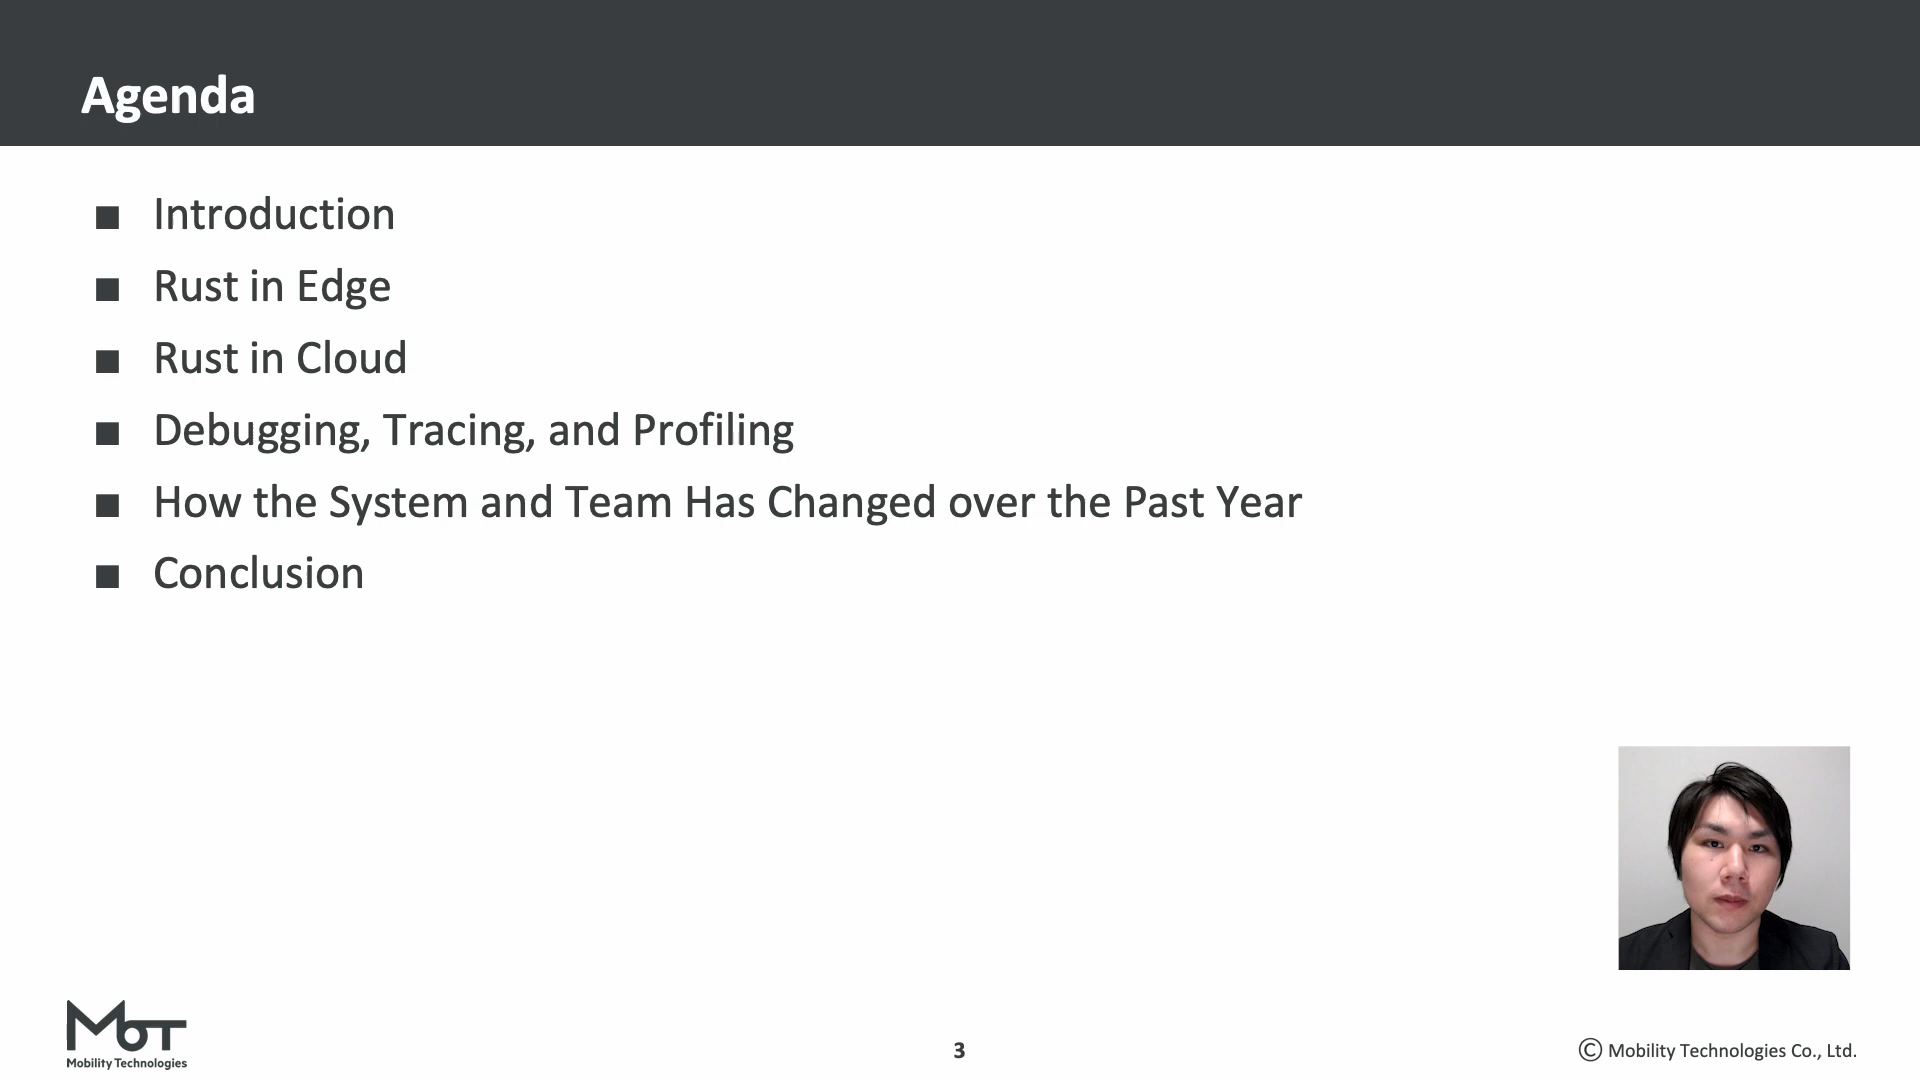 Agenda
■ Introduction
■ Rust in Edge
■ Rust in Cloud
■ Debugging, Tracing, and Profiling
■ How the System and Team Has Changed over the Past Year
■ Conclusion
MoT
Mobility Technologies
3
© Mobility Technologies Co., Ltd.